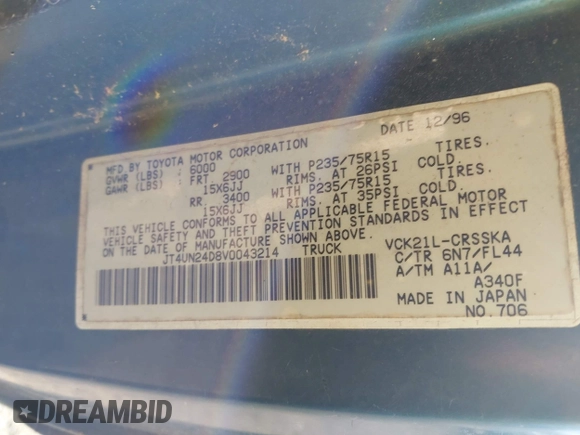 MFD.BY TOYOTA MOTOR CORPORATION DATE 12/96
GVWR (LBS): 6000
GAWR (LBS): FRT 2900 WITH P235/75R15 TIRES.
15X6JJ RIMS. AT 26PSI COLD.
RR. 3400 WITH P235/75R15 TIRES.
15X6JJ RIMS. AT 35PSI COLD.
THIS VEHICLE CONFORMS TO ALL APPLICABLE FEDERAL MOTOR
VEHICLE SAFETY AND THEFT PREVENTION STANDARDS IN EFFECT
ON THE DATE OF MANUFACTURE SHOWN ABOVE.
JT4UN24D8V0043214 TRUCK VCK21L-CRSSKA
C/TR 6N7/FL44
A/TM A11A/
A340F
MADE IN JAPAN
NO.706
DREAMBID